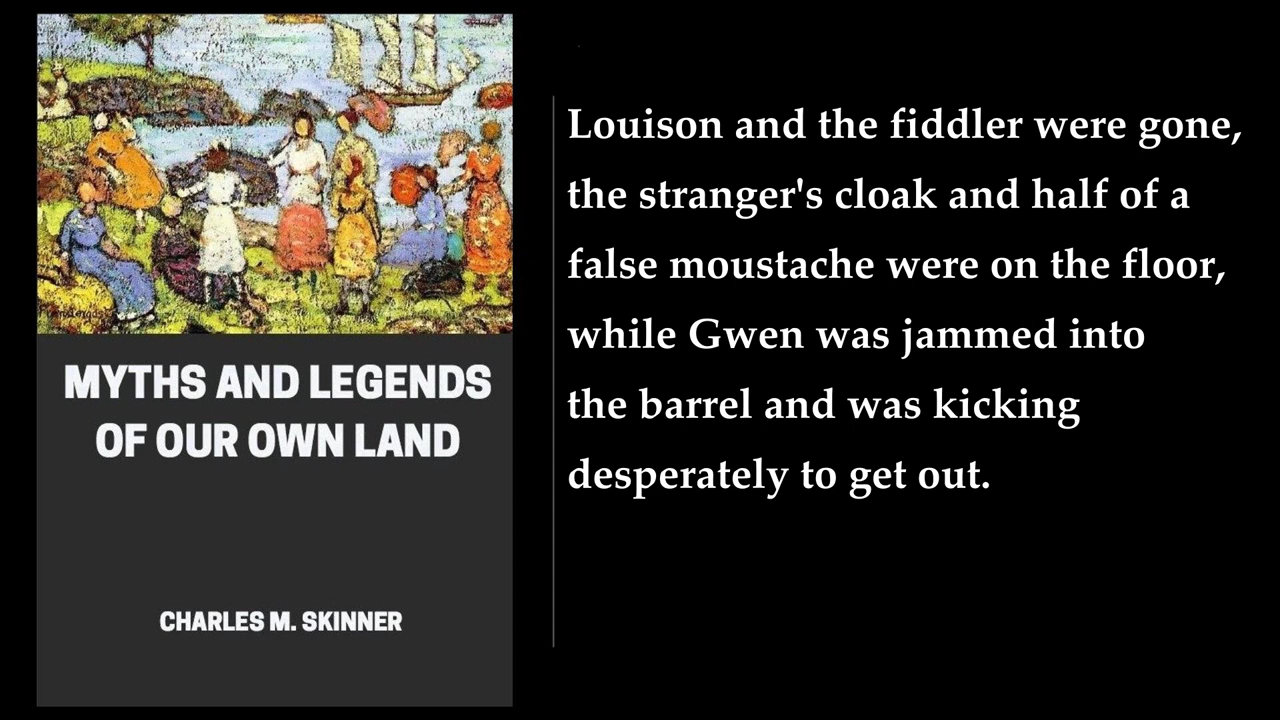 MYTHS AND LEGENDS
OF OUR OWN LAND
CHARLES M. SKINNER
Louison and the fiddler were gone,
the stranger's cloak and half of a
false moustache were on the floor,
while Gwen was jammed into
the barrel and was kicking
desperately to get out.